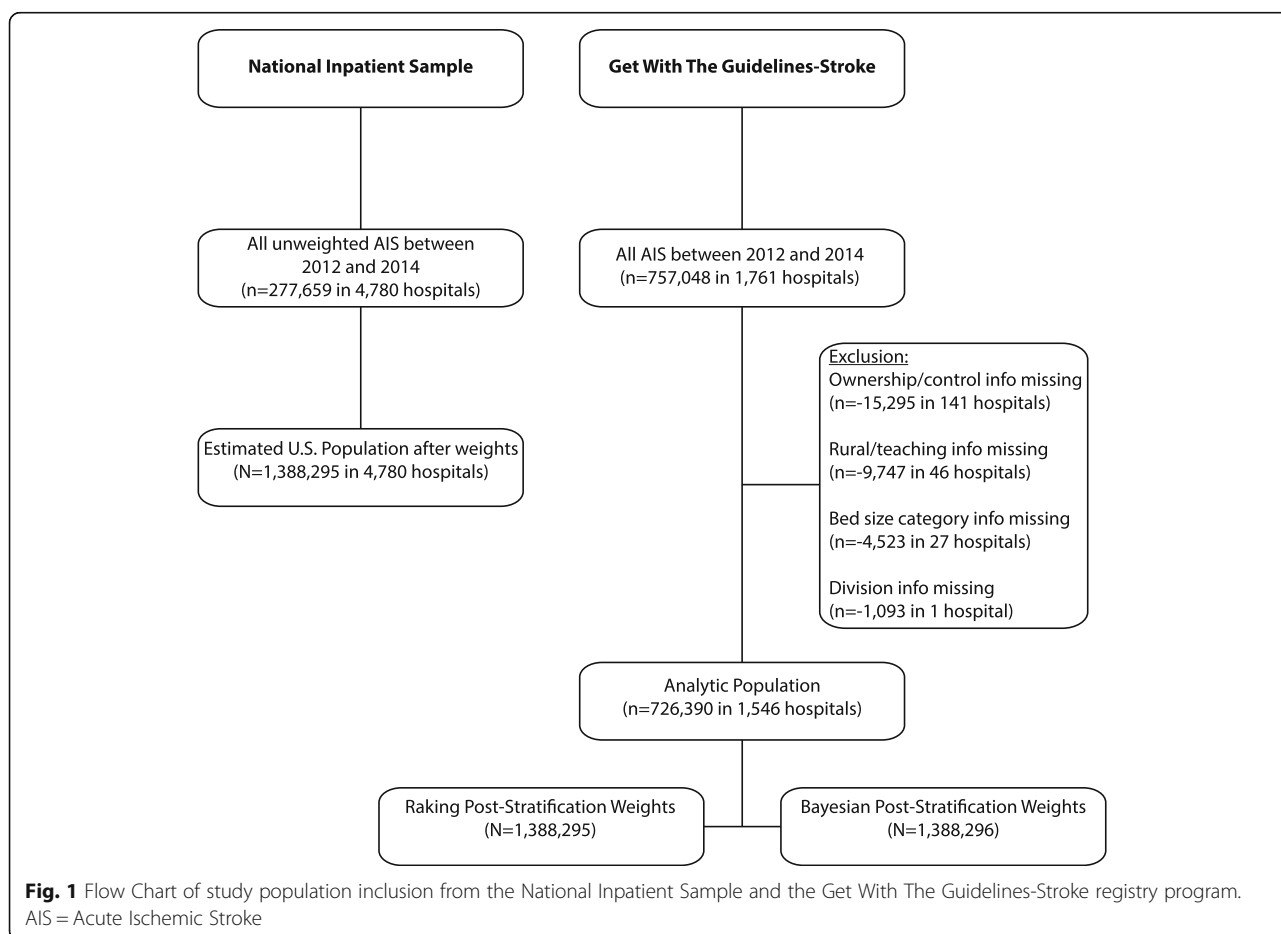 National Inpatient Sample
Get With The Guidelines-Stroke
All unweighted AIS between
2012 and 2014
(n=277,659 in 4,780 hospitals)
All AIS between 2012 and 2014
(n=757,048 in 1,761 hospitals)
Exclusion:
Ownership/control info missing
(n=-15,295 in 141 hospitals)
Rural/teaching info missing
(n=-9,747 in 46 hospitals)
Bed size category info missing
(n=-4,523 in 27 hospitals)
Division info missing
(n=-1,093 in 1 hospital)
Estimated U.S. Population after weights
(N=1,388,295 in 4,780 hospitals)
Analytic Population
(n=726,390 in 1,546 hospitals)
Raking Post-Stratification Weights
(N=1,388,295)
Bayesian Post-Stratification Weights
(N=1,388,296)
Fig. 1 Flow Chart of study population inclusion from the National Inpatient Sample and the Get With The Guidelines-Stroke registry program.
AIS = Acute Ischemic Stroke